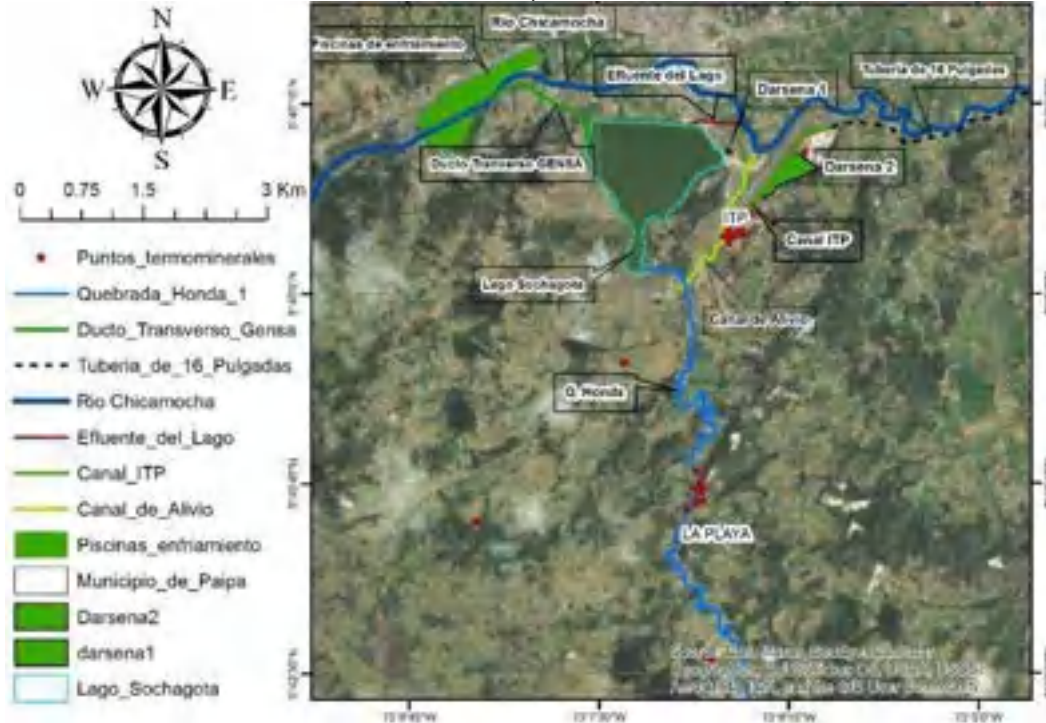 N
W E
S
0 0.75 1.5 3 Km
Puntos_termominerales
Quebrada_Honda_1
Ducto_Transverso_Gensa
Tuberia_de_16_Pulgadas
Rio Chicamocha
Efluente_del_Lago
Canal_ITP
Canal_de_Alivio
Piscinas_enfriamiento
Municipio_de_Paipa
Darsena2
darsena1
Lago_Sochagota
Rio Chicamocha
Piscinas de enfriamiento
Efluente del Lago
Darsena 1
Tuberia de 16 Pulgadas
Ducto Transverso GENSA
Darsena 2
ITP
Canal ITP
Lago Sochagota
Canal de Alivio
Q. Honda
LA PLAYA